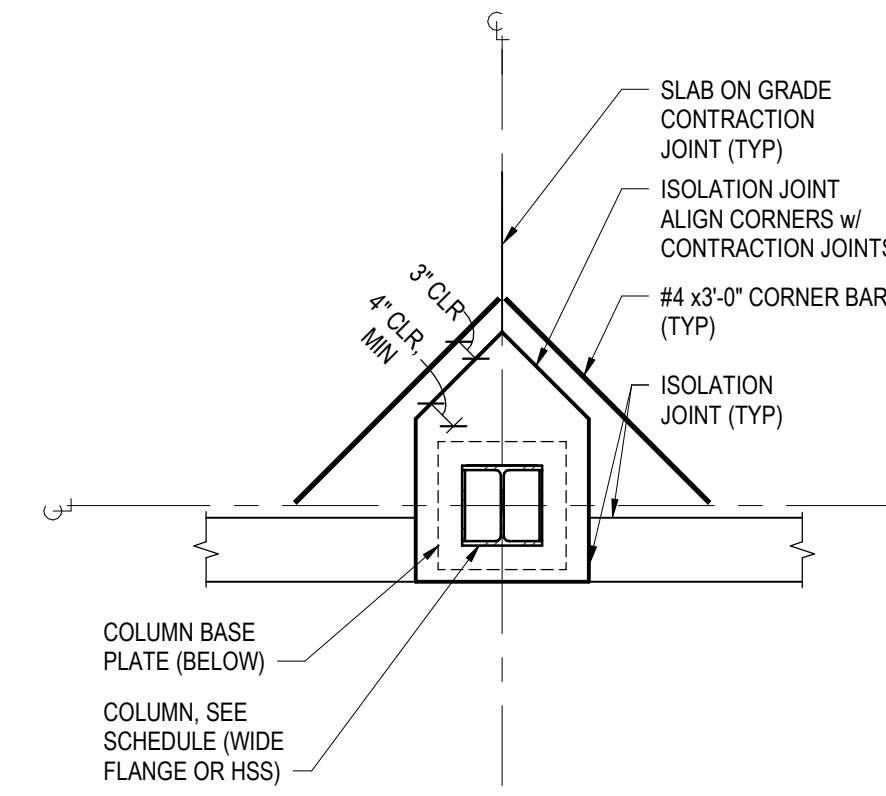 SLAB ON GRADE
CONTRACTION
JOINT (TYP)
ISOLATION JOINT
ALIGN CORNERS w/
CONTRACTION JOINTS
#4 x3'-0" CORNER BAR
(TYP)
ISOLATION
JOINT (TYP)
3" CLR
4" CLR,
MIN
COLUMN BASE
PLATE (BELOW)
COLUMN, SEE
SCHEDULE (WIDE
FLANGE OR HSS)